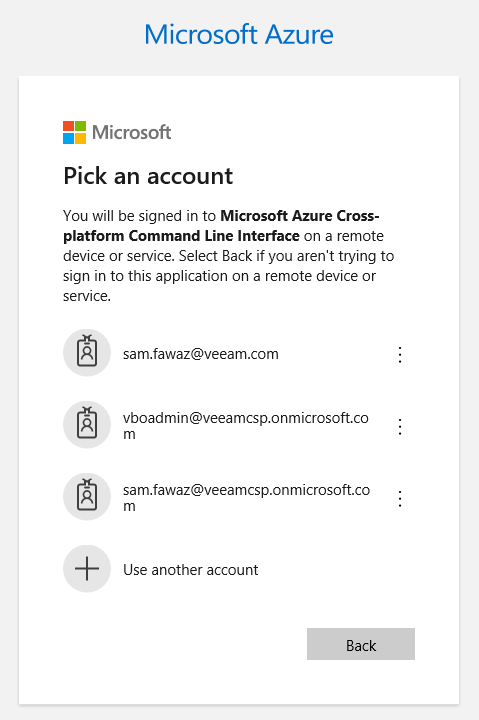 Microsoft Azure
Microsoft
Pick an account
You will be signed in to Microsoft Azure Cross-
platform Command Line Interface on a remote
device or service. Select Back if you aren't trying to
sign in to this application on a remote device or
service.
sam.fawaz@veeam.com
vboadmin@veeamcsp.onmicrosoft.co
m
sam.fawaz@veeamcsp.onmicrosoft.co
m
Use another account
Back